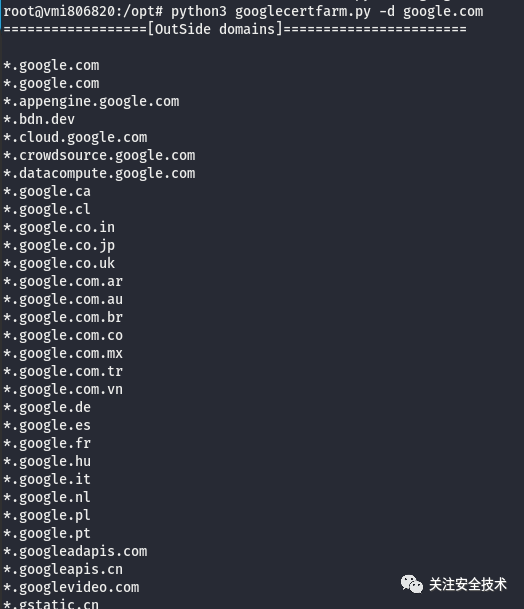 root@vmi806820:/opt# python3 googlecertfarm.py -d google.com
==================[OutSide domains]=======================
*.google.com
*.google.com
*.appengine.google.com
*.bdn.dev
*.cloud.google.com
*.crowdsource.google.com
*.datacompute.google.com
*.google.ca
*.google.cl
*.google.co.in
*.google.co.jp
*.google.co.uk
*.google.com.ar
*.google.com.au
*.google.com.br
*.google.com.co
*.google.com.mx
*.google.com.tr
*.google.com.vn
*.google.de
*.google.es
*.google.fr
*.google.hu
*.google.it
*.google.nl
*.google.pl
*.google.pt
*.googleadapis.com
*.googleapis.cn
*.googlevideo.com
*.gstatic.cn
关注安全技术